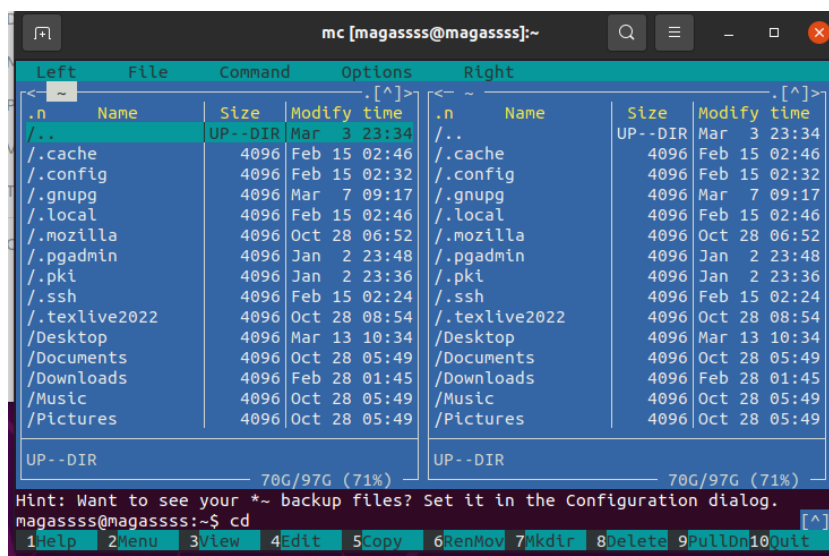 mc [magassss@magassss]:~
Left File Command Options Right
<─ ~ .[^]> <─ ~ .[^]>
.n Name Size Modify time .n Name Size Modify time
/.. UP--DIR Mar 3 23:34 /.. UP--DIR Mar 3 23:34
/.cache 4096 Feb 15 02:46 /.cache 4096 Feb 15 02:46
/.config 4096 Feb 15 02:32 /.config 4096 Feb 15 02:32
/.gnupg 4096 Mar 7 09:17 /.gnupg 4096 Mar 7 09:17
/.local 4096 Feb 15 02:46 /.local 4096 Feb 15 02:46
/.mozilla 4096 Oct 28 06:52 /.mozilla 4096 Oct 28 06:52
/.pgadmin 4096 Jan 2 23:48 /.pgadmin 4096 Jan 2 23:48
/.pki 4096 Jan 2 23:36 /.pki 4096 Jan 2 23:36
/.ssh 4096 Feb 15 02:24 /.ssh 4096 Feb 15 02:24
/.texlive2022 4096 Oct 28 08:54 /.texlive2022 4096 Oct 28 08:54
/Desktop 4096 Mar 13 10:34 /Desktop 4096 Mar 13 10:34
/Documents 4096 Oct 28 05:49 /Documents 4096 Oct 28 05:49
/Downloads 4096 Feb 28 01:45 /Downloads 4096 Feb 28 01:45
/Music 4096 Oct 28 05:49 /Music 4096 Oct 28 05:49
/Pictures 4096 Oct 28 05:49 /Pictures 4096 Oct 28 05:49
UP--DIR UP--DIR
70G/97G (71%) 70G/97G (71%)
Hint: Want to see your *~ backup files? Set it in the Configuration dialog.
magassss@magassss:~$ cd [^]
1Help 2Menu 3View 4Edit 5Copy 6RenMov 7Mkdir 8Delete 9PullDn 10Quit